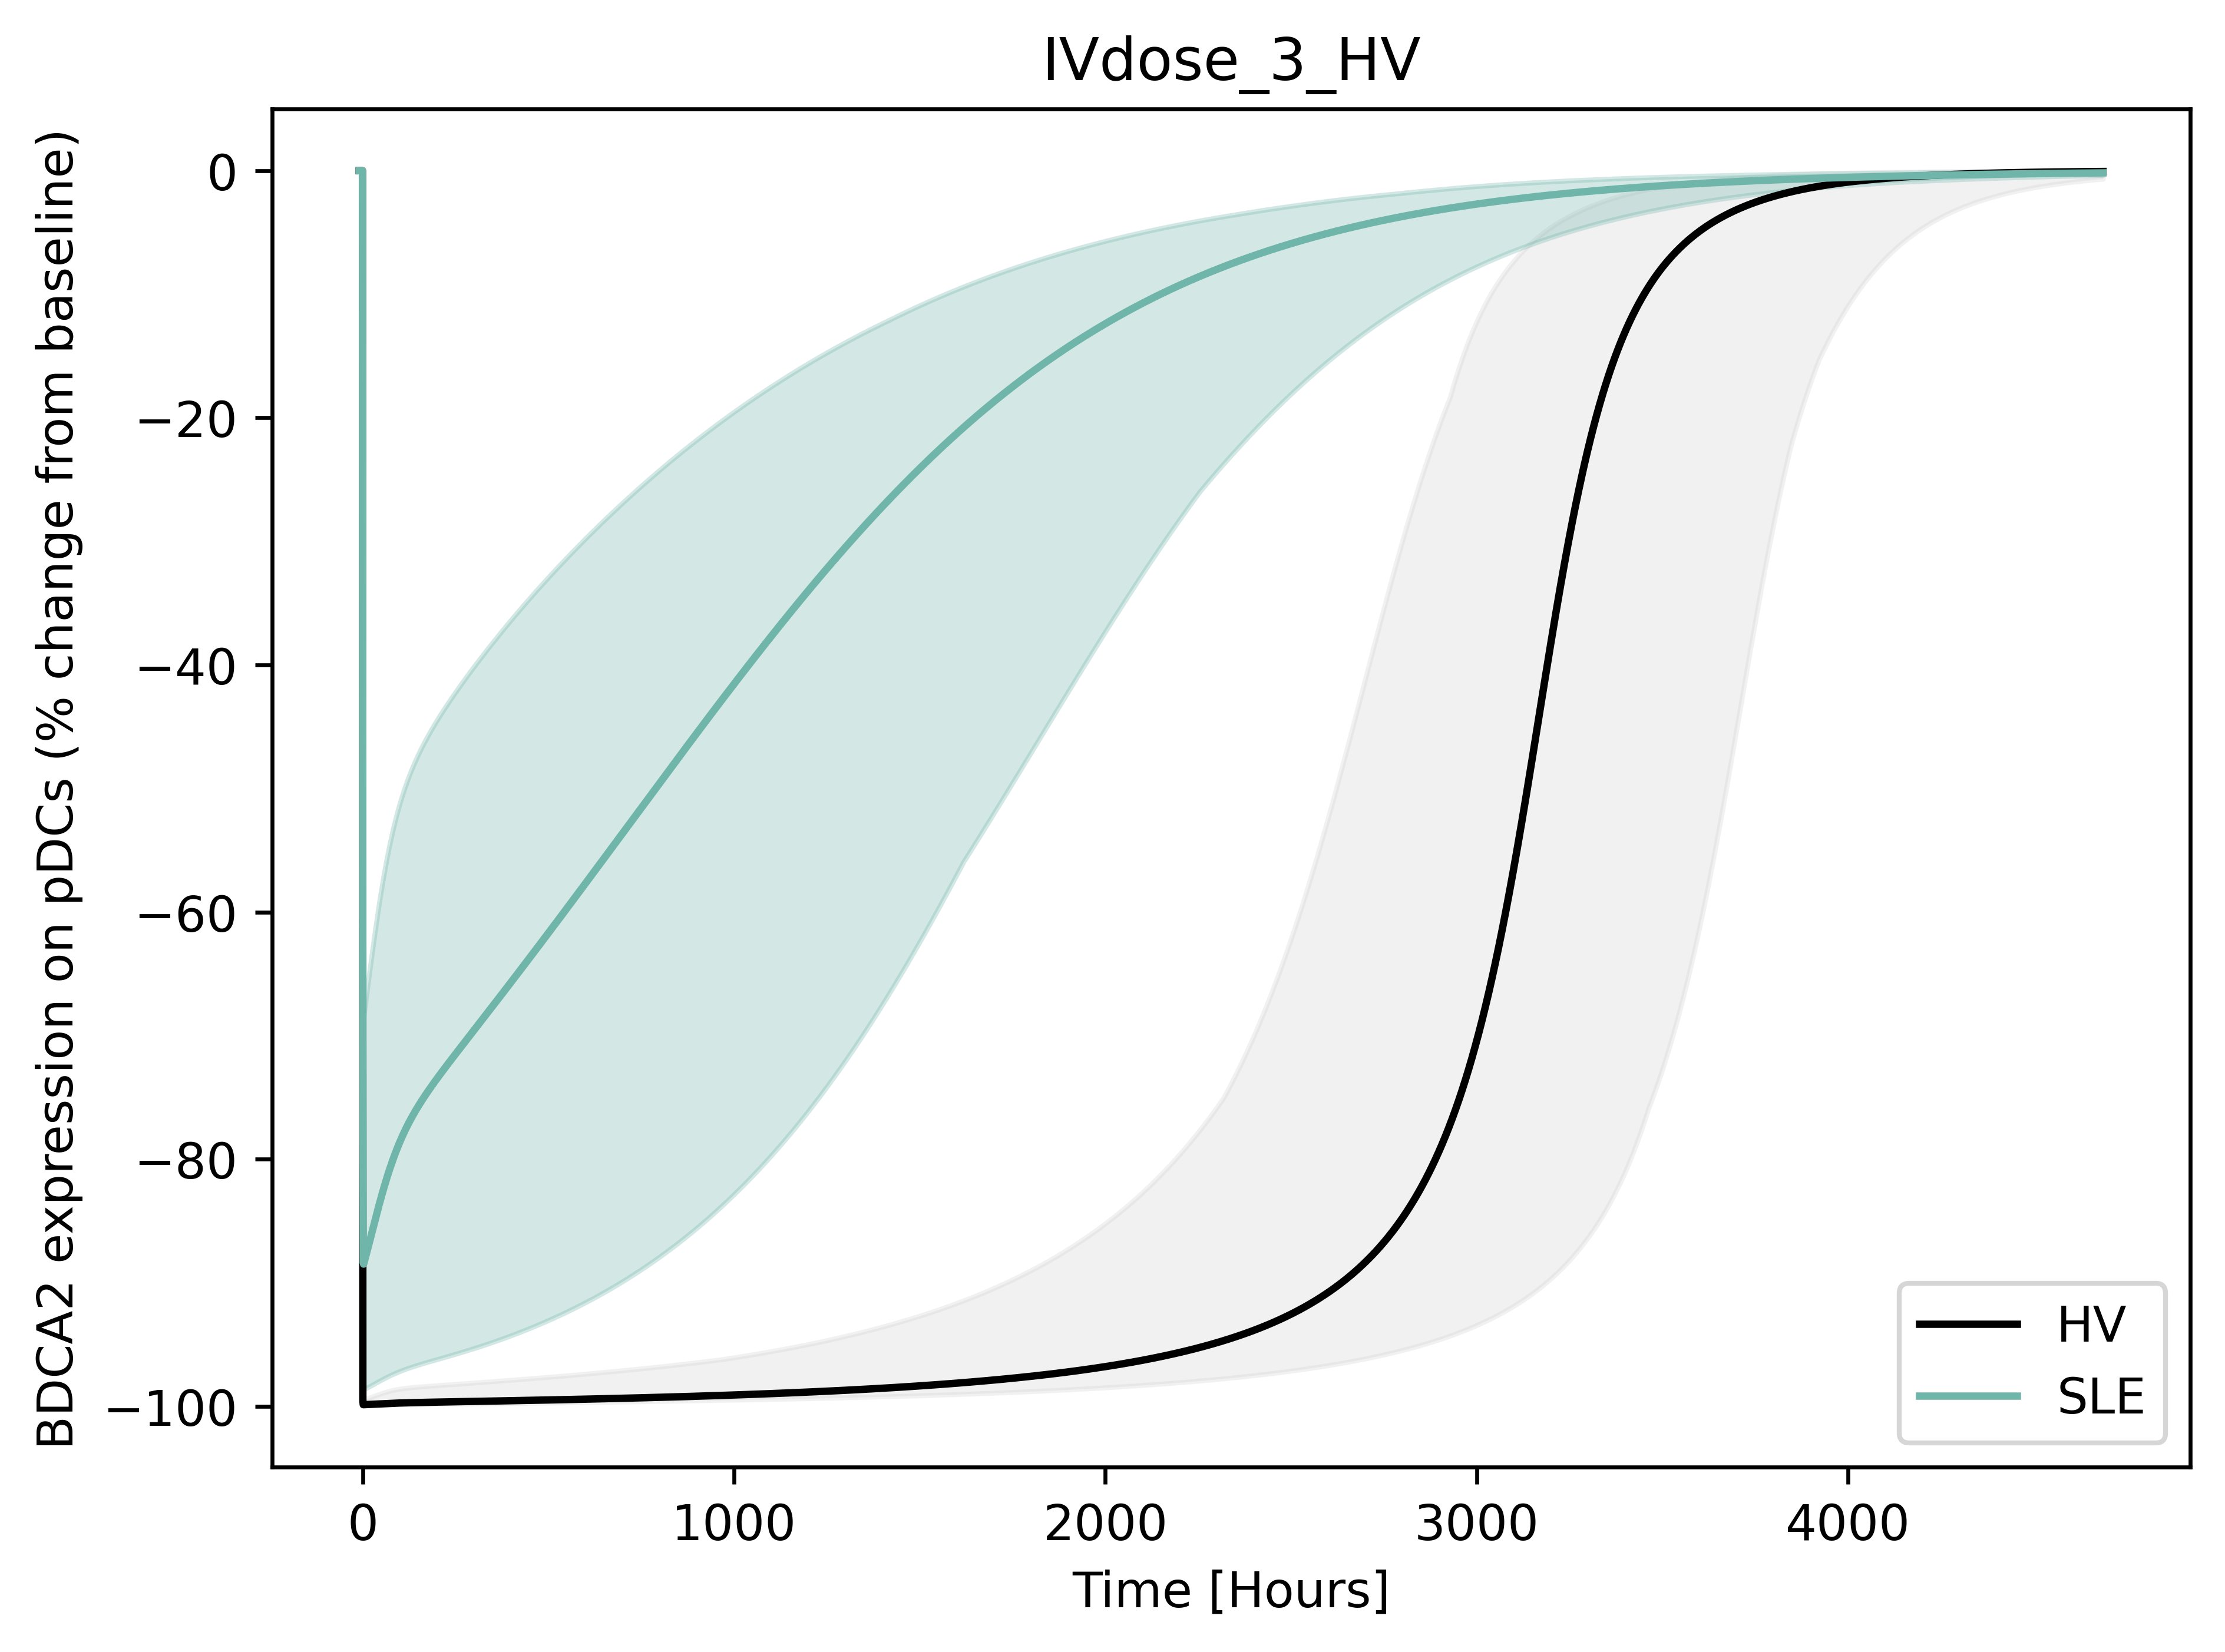 IVdose_3_HV
BDCA2 expression on pDCs (% change from baseline)
0
−20
−40
−60
−80
−100
HV
SLE
0 1000 2000 3000 4000
Time [Hours]